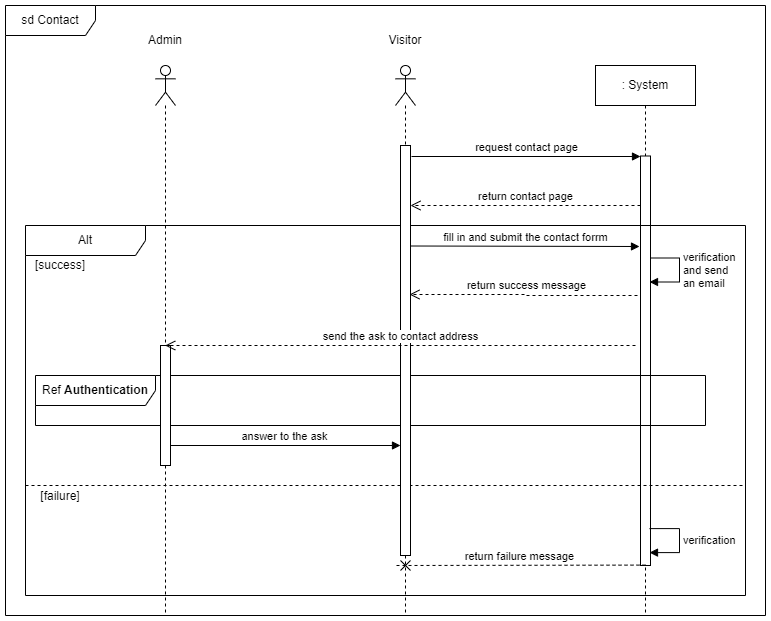 sd Contact
Admin
Visitor
: System
request contact page
return contact page
Alt
fill in and submit the contact forrm
[success]
verification
and send
an email
return success message
send the ask to contact address
Ref Authentication
answer to the ask
[failure]
verification
return failure message